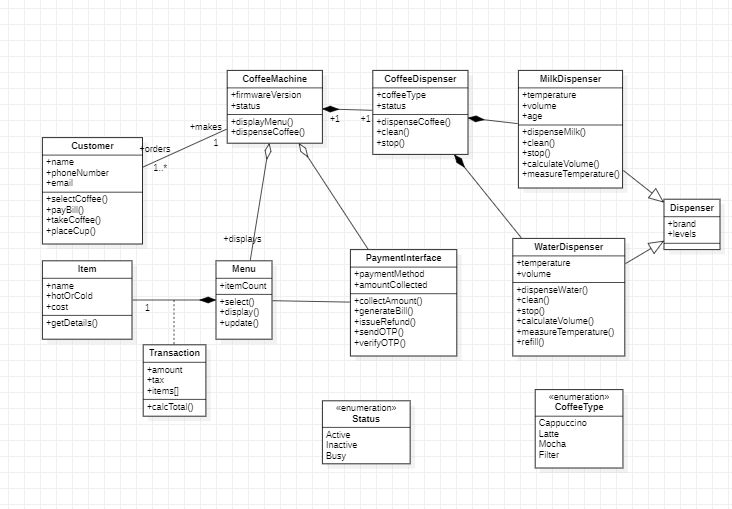 CoffeeMachine
+firmwareVersion
+status
+displayMenu()
+dispenseCoffee()
CoffeeDispenser
+coffeeType
+status
+dispenseCoffee()
+clean()
+stop()
MilkDispenser
+temperature
+volume
+age
+dispenseMilk()
+clean()
+stop()
+calculateVolume()
+measureTemperature()
+1
+1
+makes
1
+orders
1..*
Customer
+name
+phoneNumber
+email
+selectCoffee()
+payBill()
+takeCoffee()
+placeCup()
Dispenser
+brand
+levels
+displays
Item
+name
+hotOrCold
+cost
+getDetails()
1
Menu
+itemCount
+select()
+display()
+update()
PaymentInterface
+paymentMethod
+amountCollected
+collectAmount()
+generateBill()
+issueRefund()
+sendOTP()
+verifyOTP()
WaterDispenser
+temperature
+volume
+dispenseWater()
+clean()
+stop()
+calculateVolume()
+measureTemperature()
+refill()
Transaction
+amount
+tax
+items[]
+calcTotal()
«enumeration»
Status
Active
Inactive
Busy
«enumeration»
CoffeeType
Cappuccino
Latte
Mocha
Filter